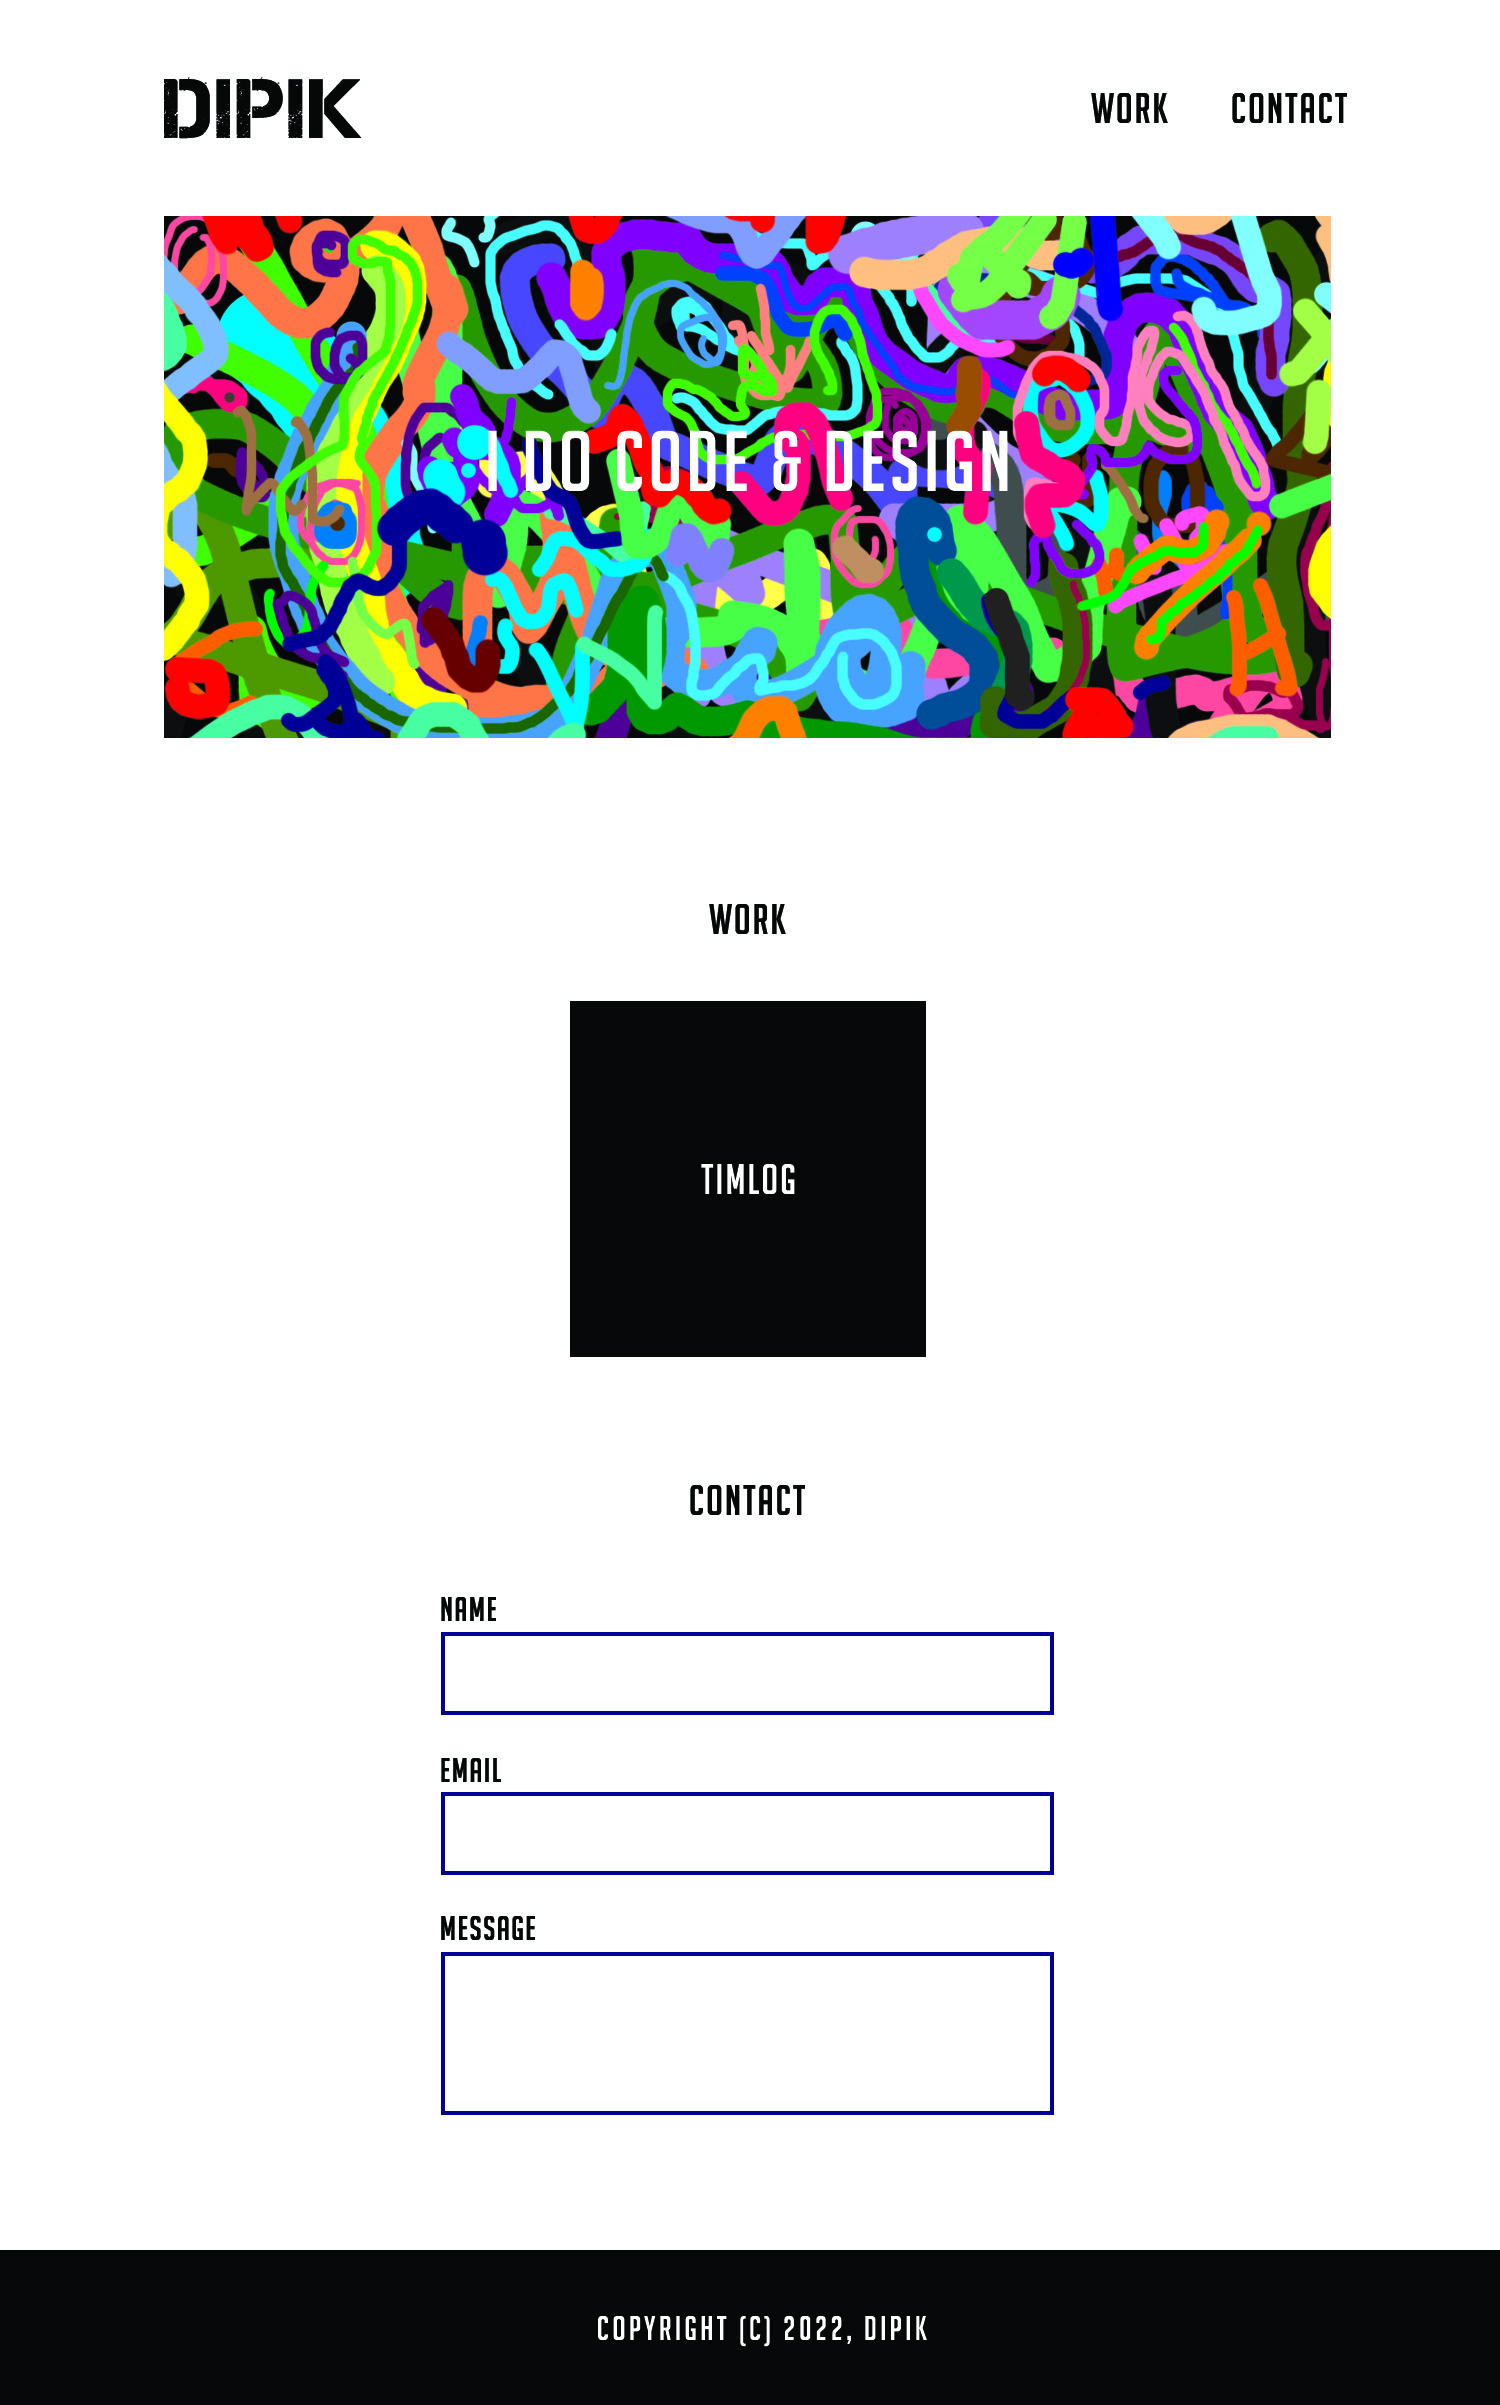 DIPIK
WORK
CONTACT
I DO CODE & DESIGN
WORK
TIMLOG
CONTACT
NAME
EMAIL
MESSAGE
COPYRIGHT (C) 2022, DIPIK